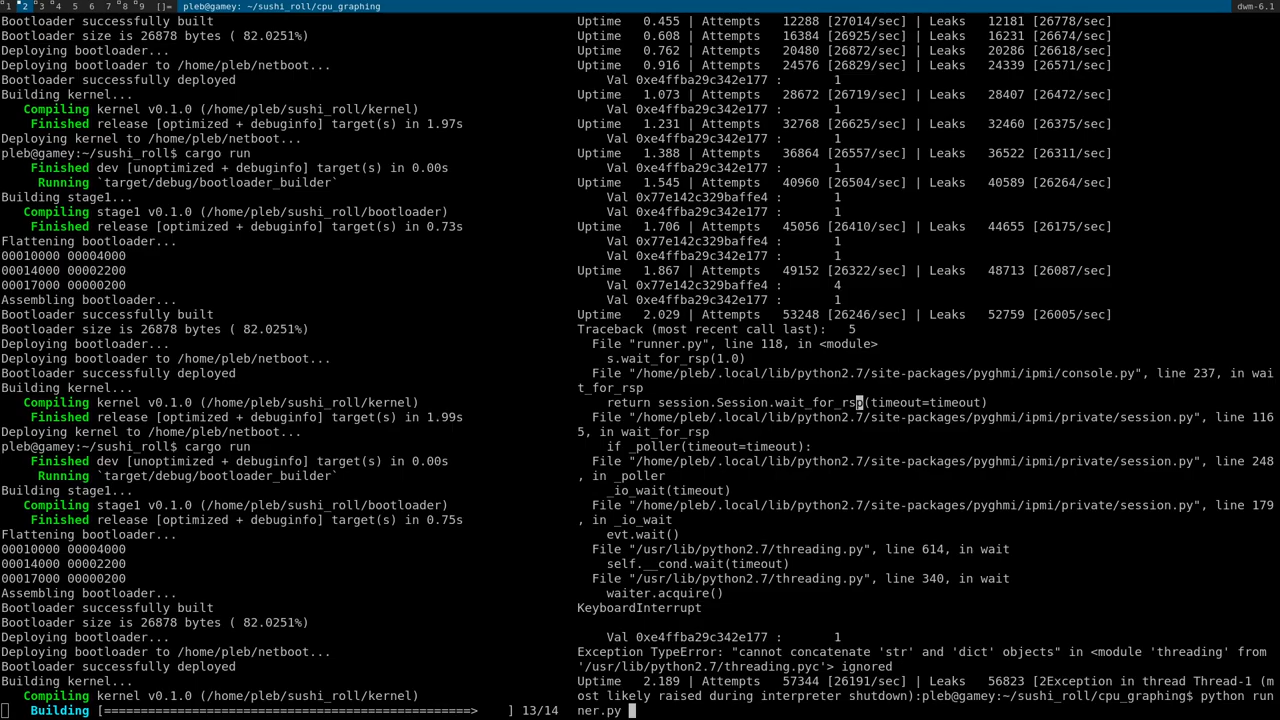 1 2 3 4 5 6 7 8 9 []= pleb@gamey: ~/sushi_roll/cpu_graphing dwm-6.1
Bootloader successfully built
Bootloader size is 26878 bytes ( 82.0251%)
Deploying bootloader...
Deploying bootloader to /home/pleb/netboot...
Bootloader successfully deployed
Building kernel...
Compiling kernel v0.1.0 (/home/pleb/sushi_roll/kernel)
Finished release [optimized + debuginfo] target(s) in 1.97s
Deploying kernel to /home/pleb/netboot...
pleb@gamey:~/sushi_roll$ cargo run
Finished dev [unoptimized + debuginfo] target(s) in 0.00s
Running `target/debug/bootloader_builder`
Building stage1...
Compiling stage1 v0.1.0 (/home/pleb/sushi_roll/bootloader)
Finished release [optimized + debuginfo] target(s) in 0.73s
Flattening bootloader...
00010000 00004000
00014000 00002200
00017000 00000200
Assembling bootloader...
Bootloader successfully built
Bootloader size is 26878 bytes ( 82.0251%)
Deploying bootloader...
Deploying bootloader to /home/pleb/netboot...
Bootloader successfully deployed
Building kernel...
Compiling kernel v0.1.0 (/home/pleb/sushi_roll/kernel)
Finished release [optimized + debuginfo] target(s) in 1.99s
Deploying kernel to /home/pleb/netboot...
pleb@gamey:~/sushi_roll$ cargo run
Finished dev [unoptimized + debuginfo] target(s) in 0.00s
Running `target/debug/bootloader_builder`
Building stage1...
Compiling stage1 v0.1.0 (/home/pleb/sushi_roll/bootloader)
Finished release [optimized + debuginfo] target(s) in 0.75s
Flattening bootloader...
00010000 00004000
00014000 00002200
00017000 00000200
Assembling bootloader...
Bootloader successfully built
Bootloader size is 26878 bytes ( 82.0251%)
Deploying bootloader...
Deploying bootloader to /home/pleb/netboot...
Bootloader successfully deployed
Building kernel...
Compiling kernel v0.1.0 (/home/pleb/sushi_roll/kernel)
Building [===============================================> ] 13/14
Uptime 0.455 | Attempts 12288 [27014/sec] | Leaks 12181 [26778/sec]
Uptime 0.608 | Attempts 16384 [26925/sec] | Leaks 16231 [26674/sec]
Uptime 0.762 | Attempts 20480 [26872/sec] | Leaks 20286 [26618/sec]
Uptime 0.916 | Attempts 24576 [26829/sec] | Leaks 24339 [26571/sec]
Val 0xe4ffba29c342e177 : 1
Uptime 1.073 | Attempts 28672 [26719/sec] | Leaks 28407 [26472/sec]
Val 0xe4ffba29c342e177 : 1
Uptime 1.231 | Attempts 32768 [26625/sec] | Leaks 32460 [26375/sec]
Val 0xe4ffba29c342e177 : 1
Uptime 1.388 | Attempts 36864 [26557/sec] | Leaks 36522 [26311/sec]
Val 0xe4ffba29c342e177 : 1
Uptime 1.545 | Attempts 40960 [26504/sec] | Leaks 40589 [26264/sec]
Val 0x77e142c329baffe4 : 1
Val 0xe4ffba29c342e177 : 1
Uptime 1.706 | Attempts 45056 [26410/sec] | Leaks 44655 [26175/sec]
Val 0x77e142c329baffe4 : 1
Val 0xe4ffba29c342e177 : 1
Uptime 1.867 | Attempts 49152 [26322/sec] | Leaks 48713 [26087/sec]
Val 0x77e142c329baffe4 : 4
Val 0xe4ffba29c342e177 : 1
Uptime 2.029 | Attempts 53248 [26246/sec] | Leaks 52759 [26005/sec]
Traceback (most recent call last): 5
File "runner.py", line 118, in <module>
s.wait_for_rsp(1.0)
File "/home/pleb/.local/lib/python2.7/site-packages/pyghmi/ipmi/console.py", line 237, in wai
t_for_rsp
return session.Session.wait_for_rsp(timeout=timeout)
File "/home/pleb/.local/lib/python2.7/site-packages/pyghmi/ipmi/private/session.py", line 116
5, in wait_for_rsp
if _poller(timeout=timeout):
File "/home/pleb/.local/lib/python2.7/site-packages/pyghmi/ipmi/private/session.py", line 248
, in _poller
_io_wait(timeout)
File "/home/pleb/.local/lib/python2.7/site-packages/pyghmi/ipmi/private/session.py", line 179
, in _io_wait
evt.wait()
File "/usr/lib/python2.7/threading.py", line 614, in wait
self.__cond.wait(timeout)
File "/usr/lib/python2.7/threading.py", line 340, in wait
waiter.acquire()
KeyboardInterrupt
Val 0xe4ffba29c342e177 : 1
Exception TypeError: "cannot concatenate 'str' and 'dict' objects" in <module 'threading' from
'/usr/lib/python2.7/threading.pyc'> ignored
Uptime 2.189 | Attempts 57344 [26191/sec] | Leaks 56823 [2Exception in thread Thread-1 (m
ost likely raised during interpreter shutdown):pleb@gamey:~/sushi_roll/cpu_graphing$ python run
ner.py